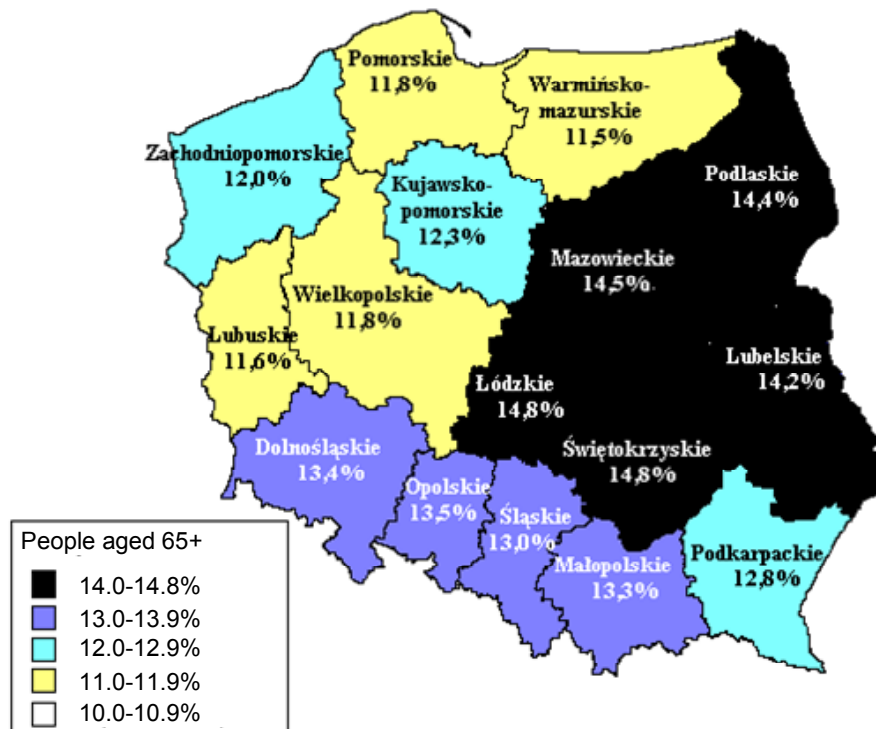 Pomorskie
11,8%
Warmińsko-
mazurskie
11,5%
Zachodniopomorskie
12,0%
Kujawsko-
pomorskie
12,3%
Podlaskie
14,4%
Mazowieckie
14,5%
Wielkopolskie
11,8%
Lubuskie
11,6%
Lubelskie
14,2%
Łódzkie
14,8%
Dolnośląskie
13,4%
Świętokrzyskie
14,8%
Opolskie
13,5%
Śląskie
13,0%
Małopolskie
13,3%
Podkarpackie
12,8%
People aged 65+
14.0-14.8%
13.0-13.9%
12.0-12.9%
11.0-11.9%
10.0-10.9%